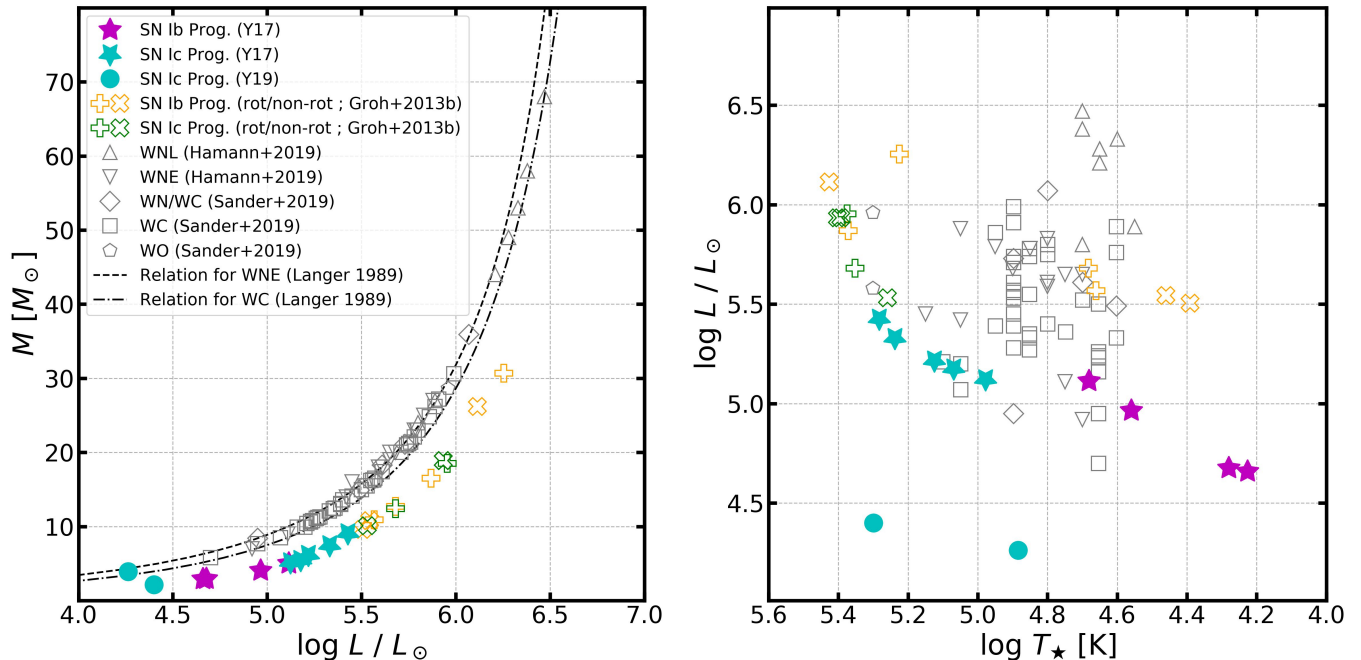 SN Ib Prog. (Y17)
SN Ic Prog. (Y17)
SN Ic Prog. (Y19)
SN Ib Prog. (rot/non-rot ; Groh+2013b)
SN Ic Prog. (rot/non-rot ; Groh+2013b)
WNL (Hamann+2019)
WNE (Hamann+2019)
WN/WC (Sander+2019)
WC (Sander+2019)
WO (Sander+2019)
Relation for WNE (Langer 1989)
Relation for WC (Langer 1989)
M [M⊙]
70
60
50
40
30
20
10
4.0 4.5 5.0 5.5 6.0 6.5 7.0
log L / L⊙
log L / L⊙
6.5
6.0
5.5
5.0
4.5
5.6 5.4 5.2 5.0 4.8 4.6 4.4 4.2 4.0
log T★ [K]